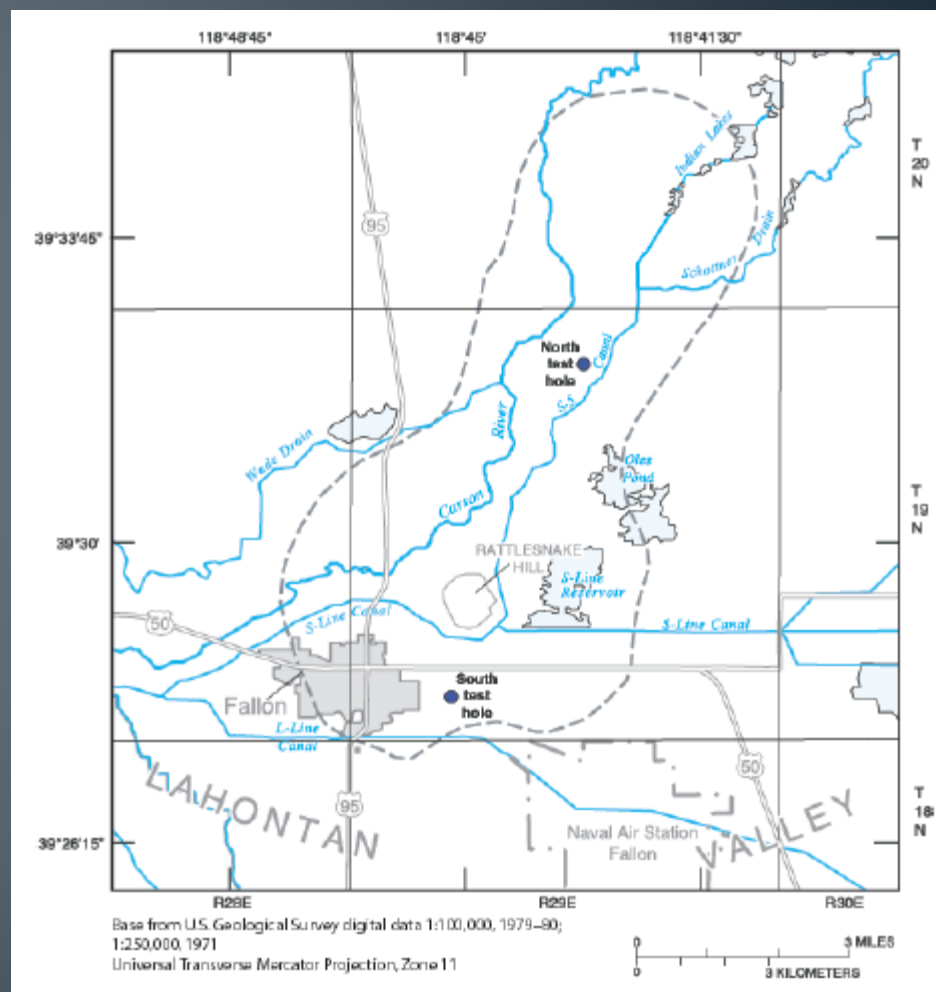 118°48'45"
118°45'
118°41'30"
T
20
N
Indian Lakes
95
39°33'45"
Schottner Drain
North
test
hole
Canal
S-S
River
Wade Drain
Carson
Oles
Pond
T
19
N
39°30'
RATTLESNAKE
HILL
S-Line
Reservoir
50
S-Line Canal
S-Line Canal
South
test
hole
Fallon
L-Line
Canal
50
LAHONTAN
95
VALLEY
T
18
N
Naval Air Station
Fallon
39°26'15"
R28E
R29E
R30E
Base from U.S. Geological Survey digital data 1:100,000, 1979–80;
1:250,000, 1971
Universal Transverse Mercator Projection, Zone 11
0
3 MILES
0
3 KILOMETERS